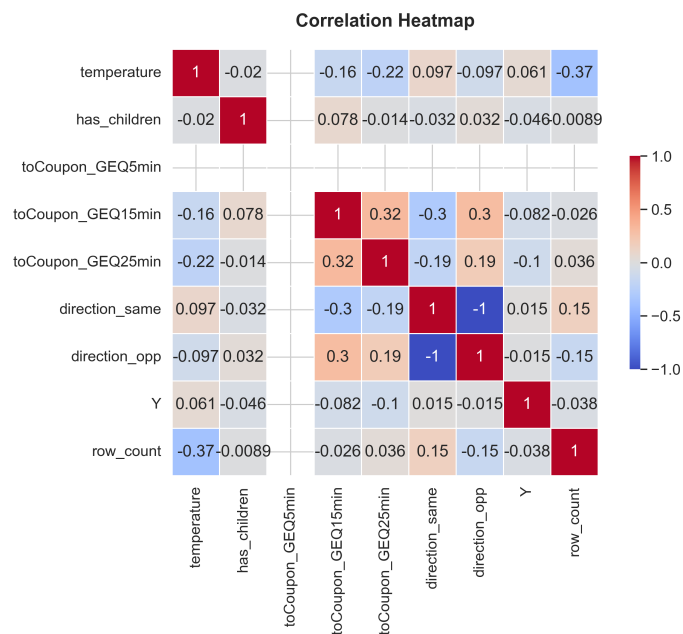 Correlation Heatmap
temperature 1 -0.02 -0.16 -0.22 0.097 -0.097 0.061 -0.37
has_children -0.02 1 0.078 -0.014 -0.032 0.032 -0.046 -0.0089
toCoupon_GEQ5min
toCoupon_GEQ15min -0.16 0.078 1 0.32 -0.3 0.3 -0.082 -0.026
toCoupon_GEQ25min -0.22 -0.014 0.32 1 -0.19 0.19 -0.1 0.036
direction_same 0.097 -0.032 -0.3 -0.19 1 -1 0.015 0.15
direction_opp -0.097 0.032 0.3 0.19 -1 1 -0.015 -0.15
Y 0.061 -0.046 -0.082 -0.1 0.015 -0.015 1 -0.038
row_count -0.37 -0.0089 -0.026 0.036 0.15 -0.15 -0.038 1
temperature
has_children
toCoupon_GEQ5min
toCoupon_GEQ15min
toCoupon_GEQ25min
direction_same
direction_opp
Y
row_count
1.0
0.5
0.0
−0.5
−1.0